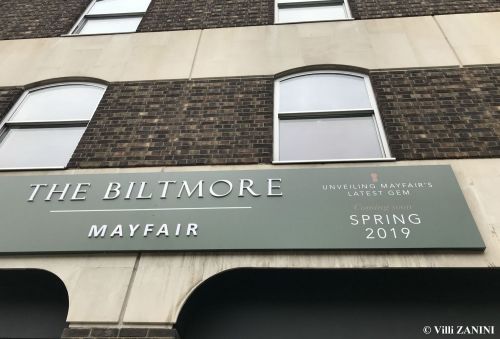 THE BILTMORE
MAYFAIR
UNVEILING MAYFAIR'S
LATEST GEM
Coming soon
SPRING
2019
© Villi ZANINI